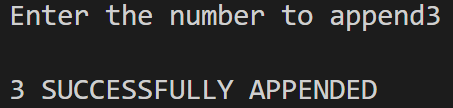 Enter the number to append3
3 SUCCESSFULLY APPENDED